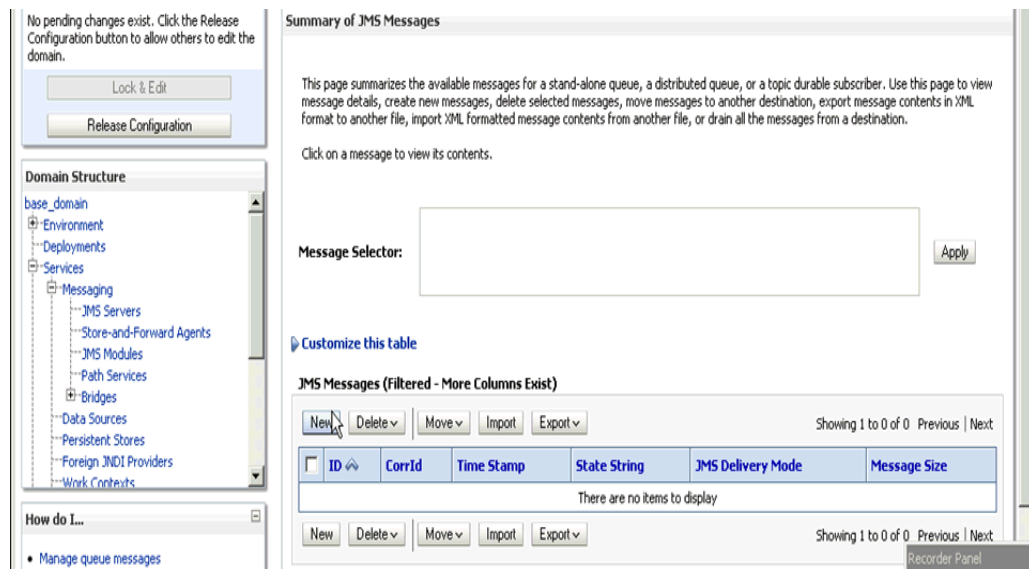 No pending changes exist. Click the Release
Configuration button to allow others to edit the
domain.
Lock & Edit
Release Configuration
Domain Structure
base_domain
Environment
Deployments
Services
Messaging
JMS Servers
Store-and-Forward Agents
JMS Modules
Path Services
Bridges
Data Sources
Persistent Stores
Foreign JNDI Providers
Work Contexts
How do I...
• Manage queue messages
Summary of JMS Messages
This page summarizes the available messages for a stand-alone queue, a distributed queue, or a topic durable subscriber. Use this page to view
message details, create new messages, delete selected messages, move messages to another destination, export message contents in XML
format to another file, import XML formatted message contents from another file, or drain all the messages from a destination.
Click on a message to view its contents.
Message Selector:
Apply
Customize this table
JMS Messages (Filtered - More Columns Exist)
New Delete Move Import Export Showing 1 to 0 of 0 Previous | Next
ID CorrId Time Stamp State String JMS Delivery Mode Message Size
There are no items to display
New Delete Move Import Export Showing 1 to 0 of 0 Previous | Next
Recorder Panel